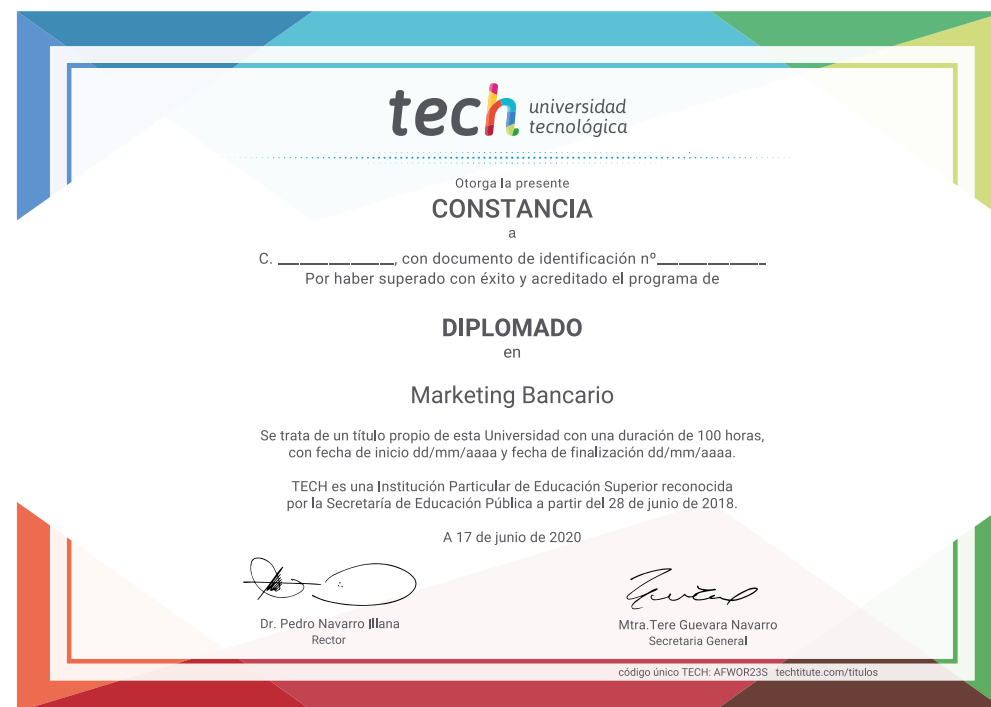 tech universidad
tecnológica
Otorga la presente
CONSTANCIA
a
C. ______________, con documento de identificación nº_____________
Por haber superado con éxito y acreditado el programa de
DIPLOMADO
en
Marketing Bancario
Se trata de un título propio de esta Universidad con una duración de 100 horas,
con fecha de inicio dd/mm/aaaa y fecha de finalización dd/mm/aaaa.
TECH es una Institución Particular de Educación Superior reconocida
por la Secretaría de Educación Pública a partir del 28 de junio de 2018.
A 17 de junio de 2020
Dr. Pedro Navarro Illana
Rector
Mtra.Tere Guevara Navarro
Secretaria General
código único TECH: AFWOR23S techtitute.com/titulos